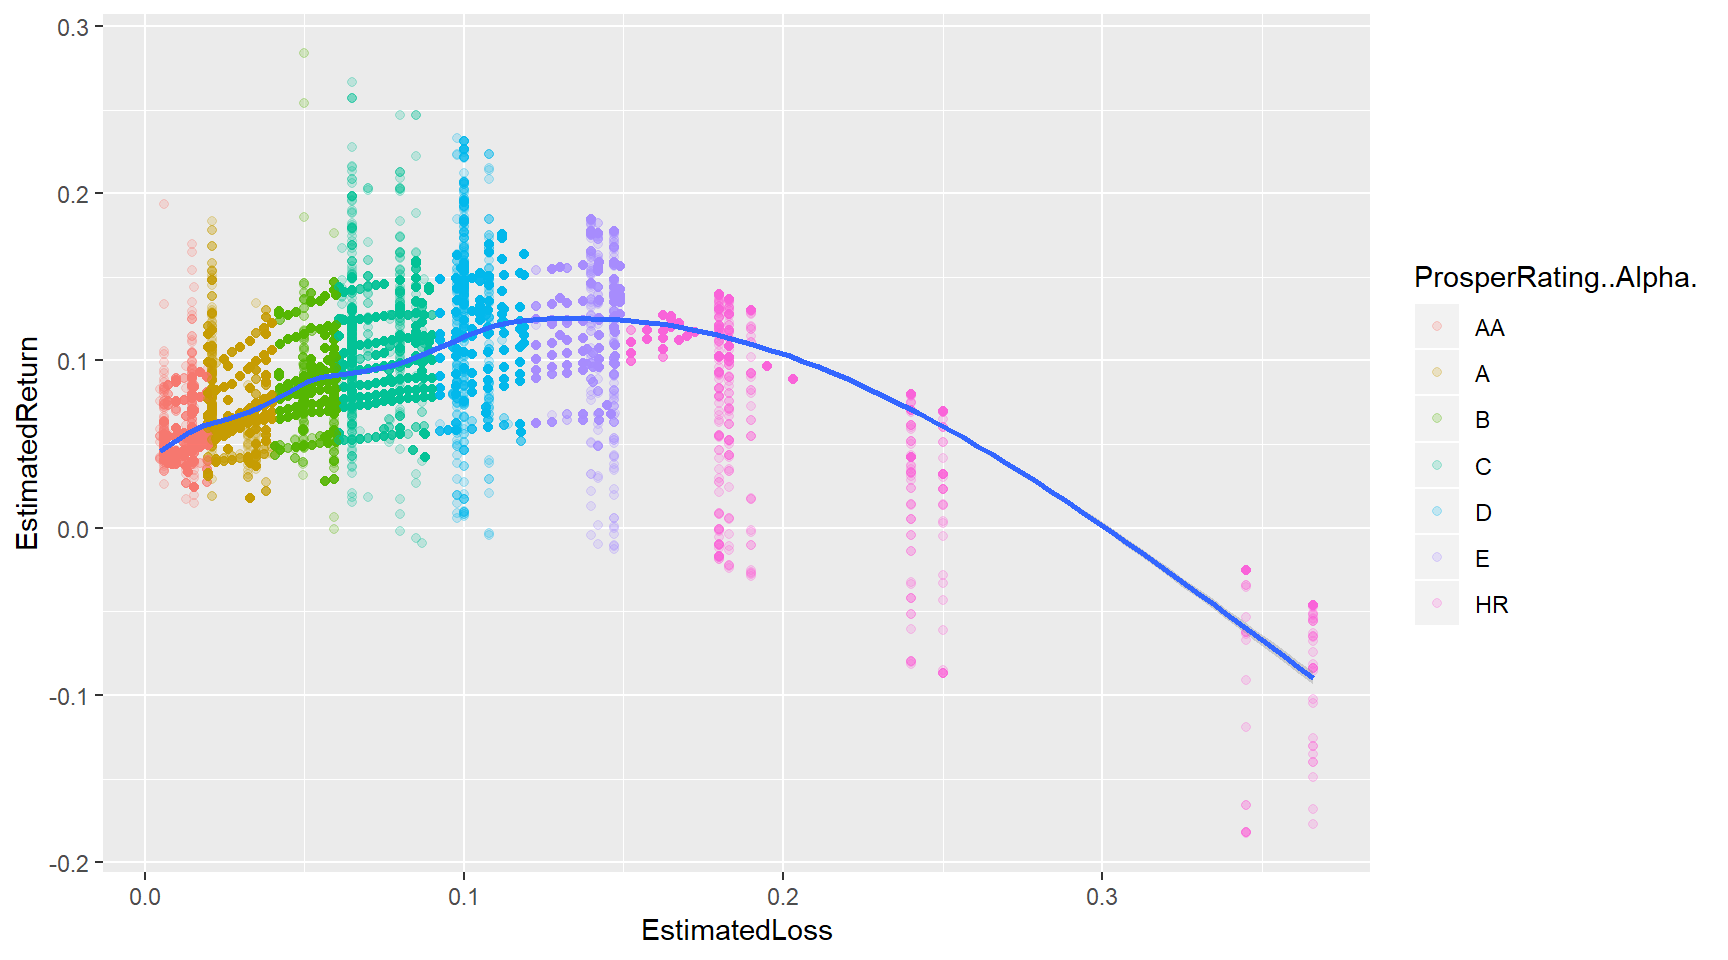 0.3
0.2
0.1
0.0
-0.1
-0.2
EstimatedReturn
0.0 0.1 0.2 0.3
EstimatedLoss
ProsperRating..Alpha.
AA
A
B
C
D
E
HR